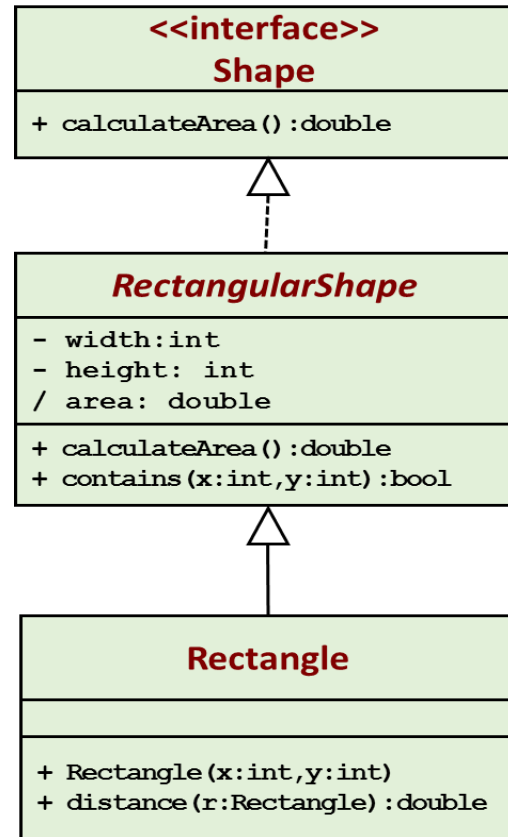 <<interface>>
Shape
+ calculateArea():double
RectangularShape
- width:int
- height: int
/ area: double
+ calculateArea():double
+ contains(x:int,y:int):bool
Rectangle
+ Rectangle(x:int,y:int)
+ distance(r:Rectangle):double